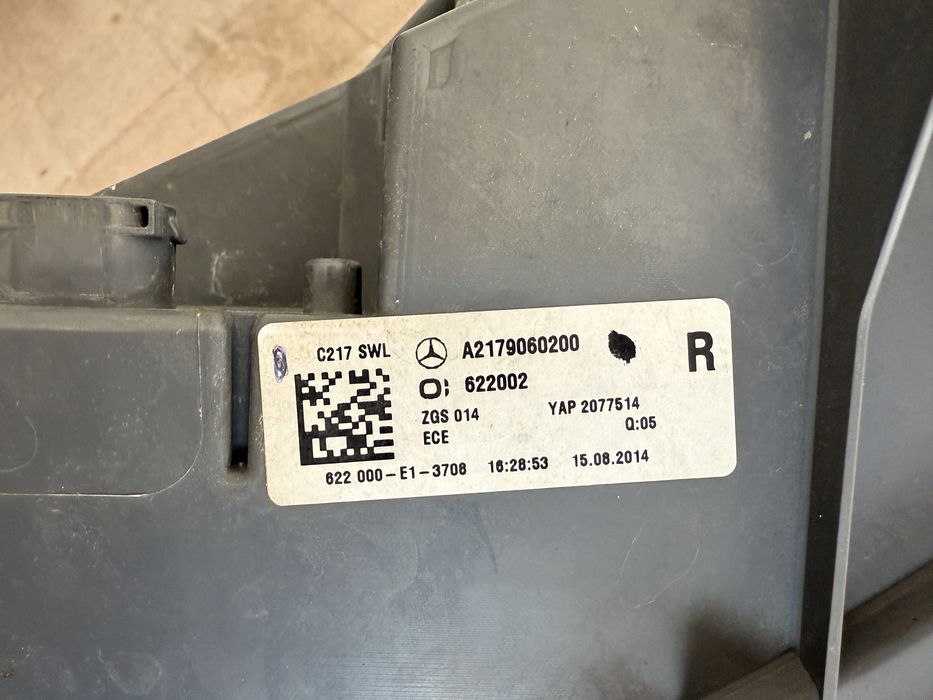 C217 SWL A2179060200 R
622002
ZGS 014 YAP 2077514
ECE Q:05
622 000-E1-3708 16:28:53 15.08.2014